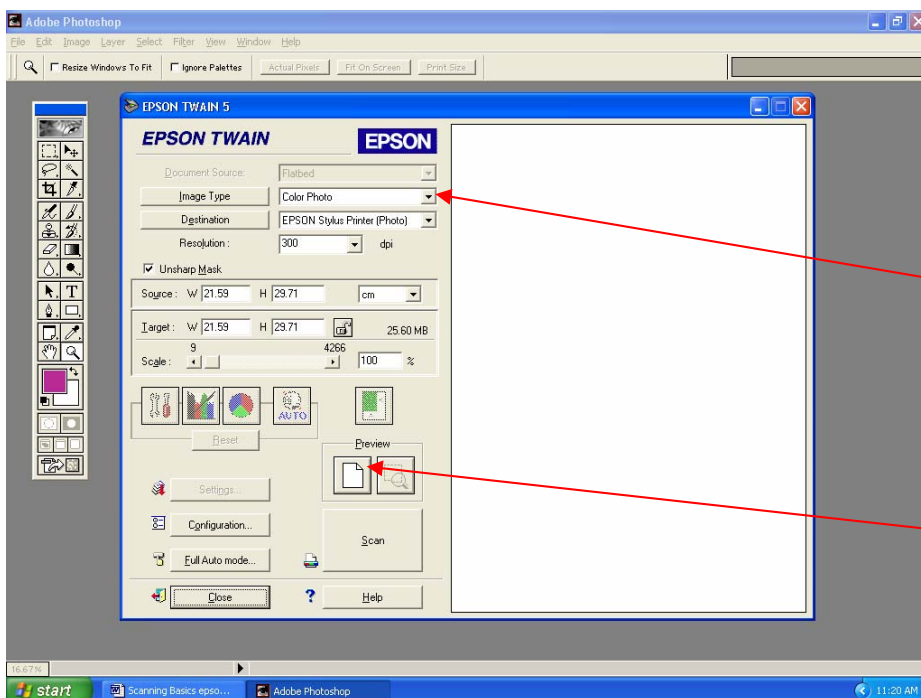 Adobe Photoshop
File Edit Image Layer Select Filter View Window Help
Resize Windows To Fit Ignore Palettes Actual Pixels Fit On Screen Print Size
EPSON TWAIN 5
EPSON TWAIN EPSON
Document Source: Flatbed
Image Type Color Photo
Destination EPSON Stylus Printer (Photo)
Resolution : 300 dpi
Unsharp Mask
Source : W 21.59 H 29.71 cm
Target : W 21.59 H 29.71 25.60 MB
9 4266
Scale : 100 %
AUTO
Reset
Preview
Settings...
Configuration...
Scan
Full Auto mode...
Close ? Help
T
16.67%
start Scanning Basics epso... Adobe Photoshop 11:20 AM